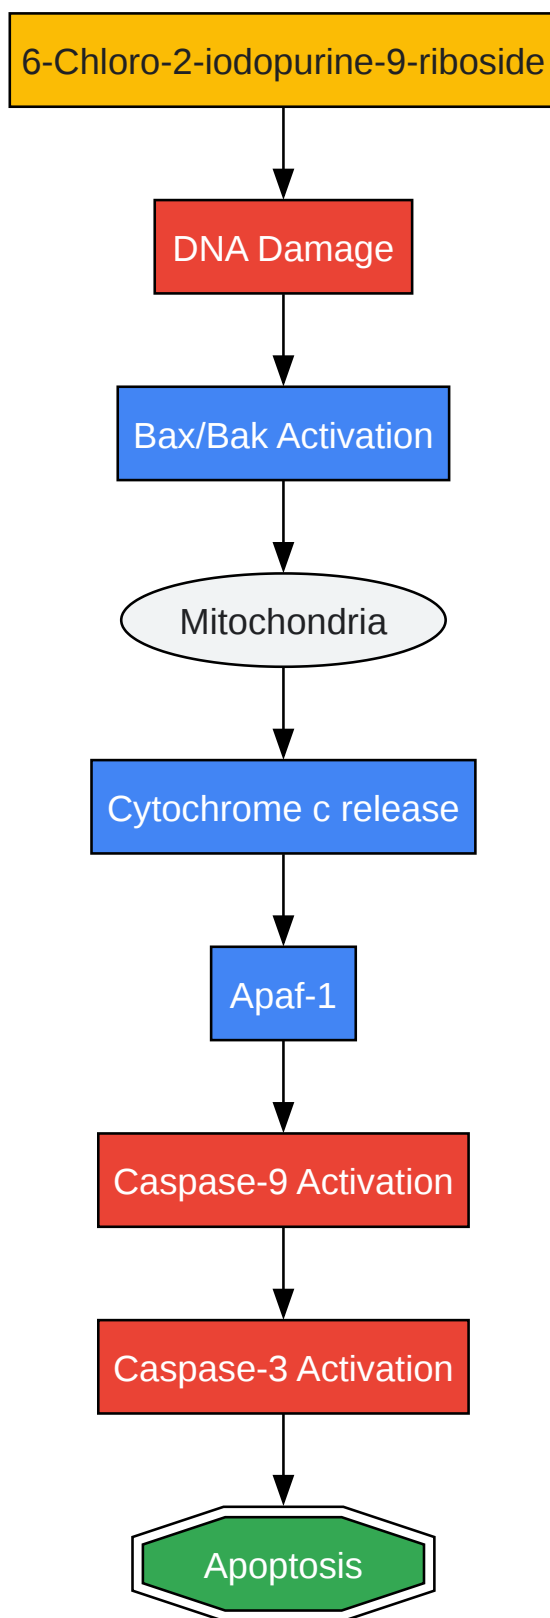 6-Chloro-2-iodopurine-9-riboside
DNA Damage
Bax/Bak Activation
Mitochondria
Cytochrome c release
Apaf-1
Caspase-9 Activation
Caspase-3 Activation
Apoptosis